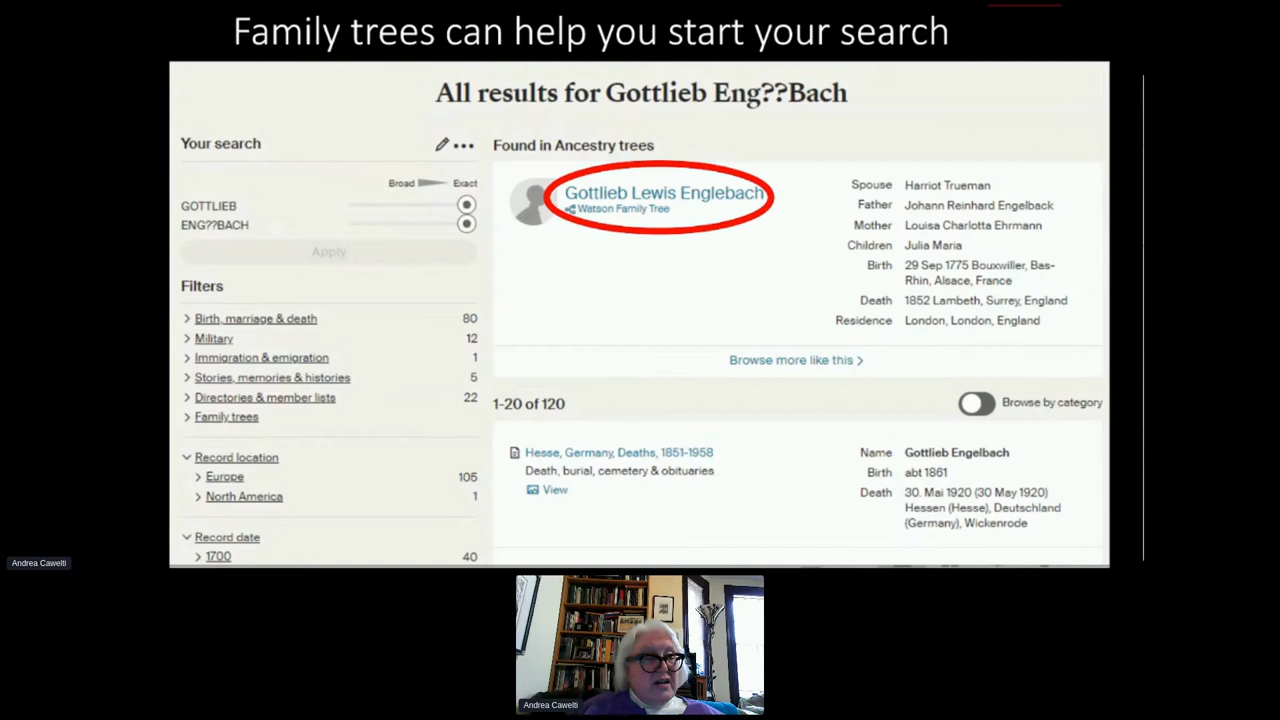 Family trees can help you start your search
All results for Gottlieb Eng??Bach
Your search
Broad Exact
GOTTLIEB
ENG??BACH
Apply
Filters
Birth, marriage & death 80
Military 12
Immigration & emigration 1
Stories, memories & histories 5
Directories & member lists 22
Family trees
Record location
Europe 105
North America 1
Record date
1700 40
Found in Ancestry trees
Gottlieb Lewis Englebach
Watson Family Tree
Spouse Harriot Trueman
Father Johann Reinhard Engelback
Mother Louisa Charlotta Ehrmann
Children Julia Maria
Birth 29 Sep 1775 Bouxwiller, Bas-
Rhin, Alsace, France
Death 1852 Lambeth, Surrey, England
Residence London, London, England
Browse more like this
1-20 of 120
Browse by category
Hesse, Germany, Deaths, 1851-1958
Death, burial, cemetery & obituaries
View
Name Gottlieb Engelbach
Birth abt 1861
Death 30. Mai 1920 (30 May 1920)
Hessen (Hesse), Deutschland
(Germany), Wickenrode
Andrea Cawelti
Andrea Cawelti